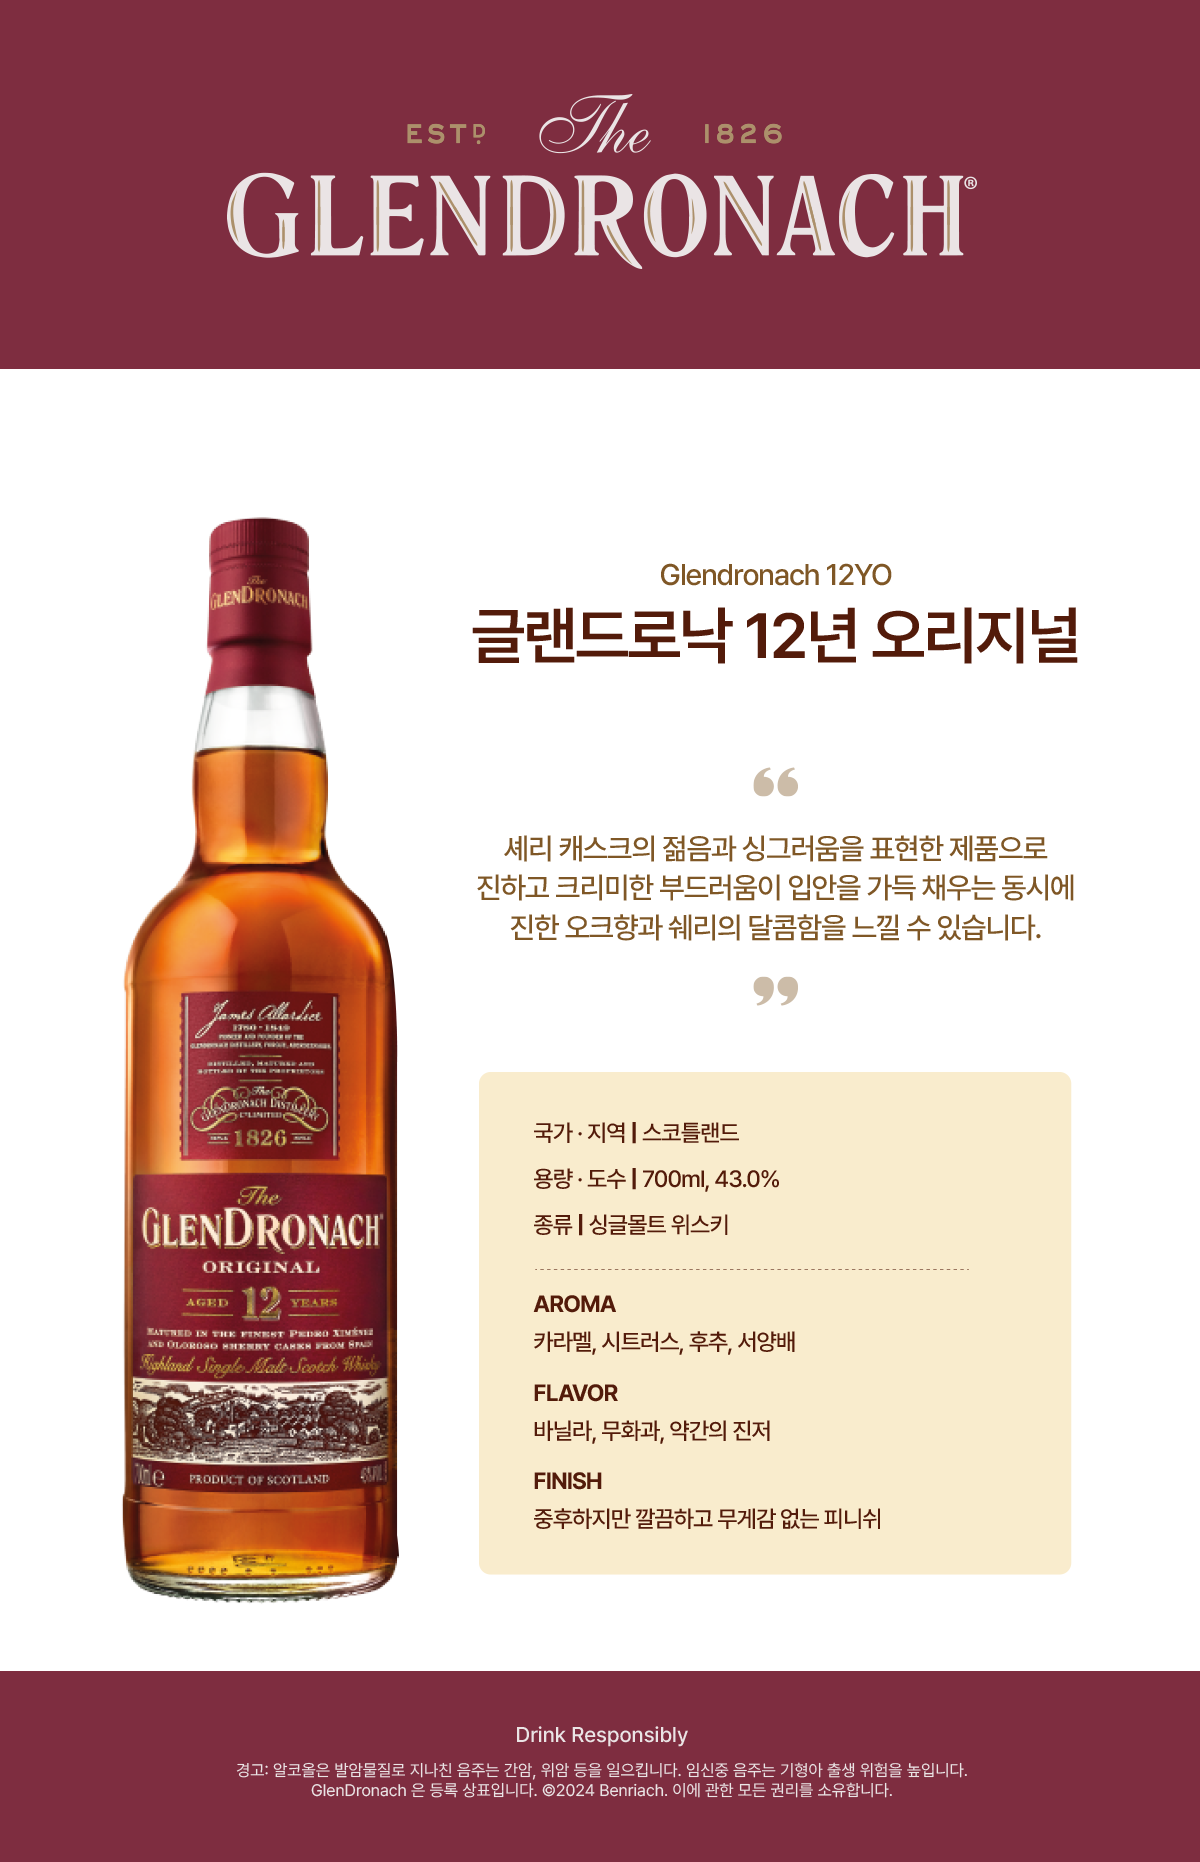 ESTD The 1826
GLENDRONACH®
Glendronach 12YO
글랜드로낙 12년 오리지널
“
셰리 캐스크의 젊음과 싱그러움을 표현한 제품으로
진하고 크리미한 부드러움이 입안을 가득 채우는 동시에
진한 오크향과 쉐리의 달콤함을 느낄 수 있습니다.
”
국가 · 지역 | 스코틀랜드
용량 · 도수 | 700ml, 43.0%
종류 | 싱글몰트 위스키
AROMA
카라멜, 시트러스, 후추, 서양배
FLAVOR
바닐라, 무화과, 약간의 진저
FINISH
중후하지만 깔끔하고 무게감 없는 피니쉬
The
GLENDRONACH
James Allardice
1780 - 1849
PIONEER AND FOUNDER OF THE
GLENDRONACH DISTILLERY, FORGUE, ABERDEENSHIRE.
DISTILLED, MATURED AND
BOTTLED BY THE PROPRIETORS
The
GLENDRONACH DISTILLERY
Cº LIMITED
1826
The
GLENDRONACH
ORIGINAL
AGED 12 YEARS
MATURED IN THE FINEST PEDRO XIMÉNEZ
AND OLOROSO SHERRY CASKS FROM SPAIN
Highland Single Malt Scotch Whisky
700ml e PRODUCT OF SCOTLAND
Drink Responsibly
경고: 알코올은 발암물질로 지나친 음주는 간암, 위암 등을 일으킵니다. 임신중 음주는 기형아 출생 위험을 높입니다.
GlenDronach 은 등록 상표입니다. ©2024 Benriach. 이에 관한 모든 권리를 소유합니다.